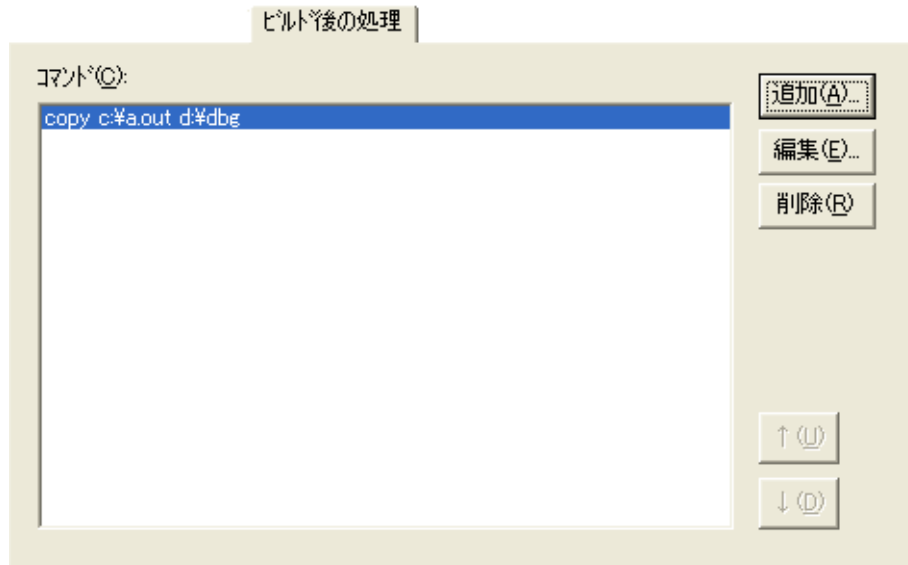 ﾋﾞﾙﾄﾞ後の処理
ｺﾏﾝﾄﾞ(C):
追加(A)...
copy c:¥a.out d:¥dbg
編集(E)...
削除(R)
↑(U)
↓(D)